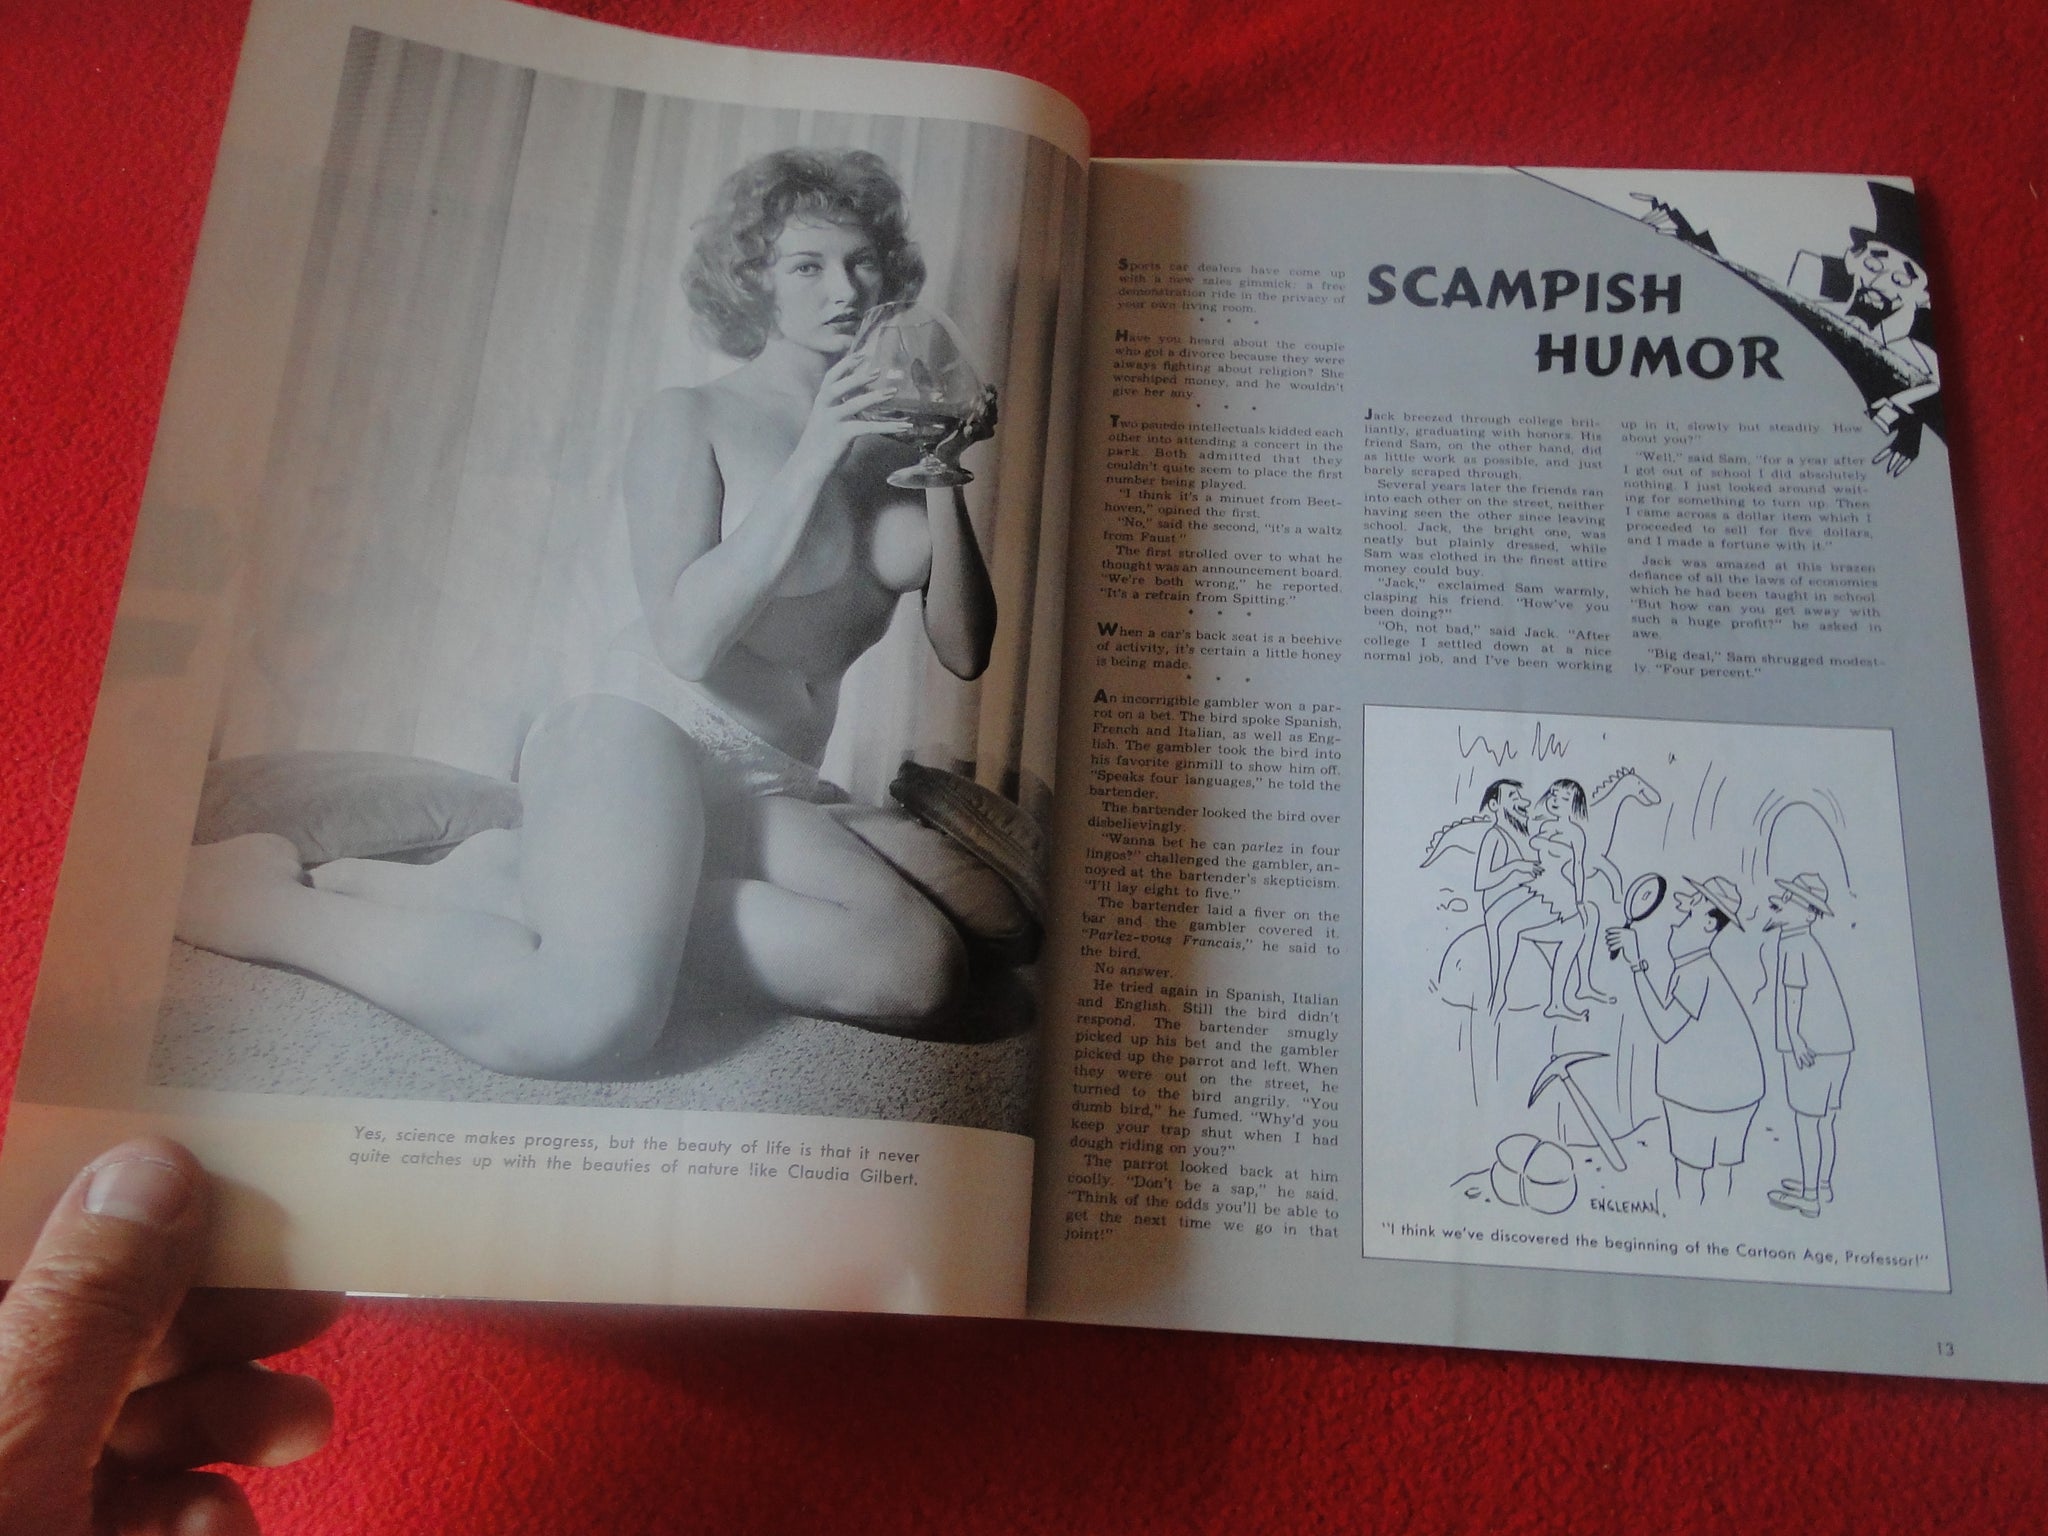 Yes, science makes progress, but the beauty of life is that it never
quite catches up with the beauties of nature like Claudia Gilbert.
SCAMPISH
HUMOR
Sports car dealers have come up
with a new sales gimmick: a free
demonstration ride in the privacy of
your own living room.
* * *
Have you heard about the couple
who got a divorce because they were
always fighting about religion? She
worshiped money, and he wouldn't
give her any.
* * *
Two psuedo intellectuals kidded each
other into attending a concert in the
park. Both admitted that they
couldn't quite seem to place the first
number being played.
"I think it's a minuet from Beet-
hoven," opined the first.
"No," said the second, "it's a waltz
from Faust."
The first strolled over to what he
thought was an announcement board.
"We're both wrong," he reported.
"It's a refrain from Spitting."
* * *
When a car's back seat is a beehive
of activity, it's certain a little honey
is being made.
* * *
An incorrigible gambler won a par-
rot on a bet. The bird spoke Spanish,
French and Italian, as well as Eng-
lish. The gambler took the bird into
his favorite ginmill to show him off.
"Speaks four languages," he told the
bartender.
The bartender looked the bird over
disbelievingly.
"Wanna bet he can parlez in four
lingos?" challenged the gambler, an-
noyed at the bartender's skepticism.
"I'll lay eight to five."
The bartender laid a fiver on the
bar and the gambler covered it.
"Parlez-vous Francais," he said to
the bird.
No answer.
He tried again in Spanish, Italian
and English. Still the bird didn't
respond. The bartender smugly
picked up his bet and the gambler
picked up the parrot and left. When
they were out on the street, he
turned to the bird angrily. "You
dumb bird," he fumed. "Why'd you
keep your trap shut when I had
dough riding on you?"
The parrot looked back at him
coolly. "Don't be a sap," he said.
"Think of the odds you'll be able to
get the next time we go in that
joint!"
Jack breezed through college bril-
liantly, graduating with honors. His
friend Sam, on the other hand, did
as little work as possible, and just
barely scraped through.
Several years later the friends ran
into each other on the street, neither
having seen the other since leaving
school. Jack, the bright one, was
neatly but plainly dressed, while
Sam was clothed in the finest attire
money could buy.
"Jack," exclaimed Sam warmly,
clasping his friend. "How've you
been doing?"
"Oh, not bad," said Jack. "After
college I settled down at a nice
normal job, and I've been working
up in it, slowly but steadily. How
about you?"
"Well," said Sam, "for a year after
I got out of school I did absolutely
nothing. I just looked around wait-
ing for something to turn up. Then
I came across a dollar item which I
proceeded to sell for five dollars,
and I made a fortune with it."
Jack was amazed at this brazen
defiance of all the laws of economics
which he had been taught in school.
"But how can you get away with
such a huge profit?" he asked in
awe.
"Big deal," Sam shrugged modest-
ly. "Four percent."
ENGLEMAN.
"I think we've discovered the beginning of the Cartoon Age, Professor!"
13